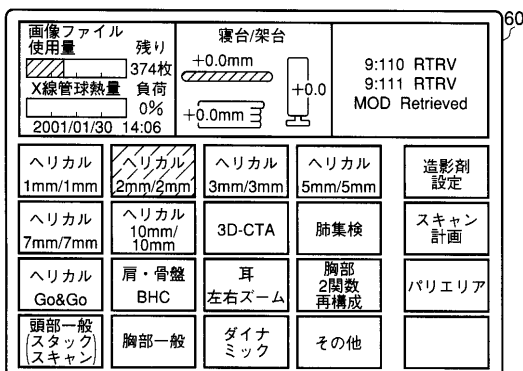 60
画像ファイル
使用量 残り
374枚
X線管球熱量 負荷
0%
2001/01/30 14:06
寝台/架台
+0.0mm
+0.0
+0.0mm
9:110 RTRV
9:111 RTRV
MOD Retrieved
ヘリカル
1mm/1mm
ヘリカル
2mm/2mm
ヘリカル
3mm/3mm
ヘリカル
5mm/5mm
造影剤
設定
ヘリカル
7mm/7mm
ヘリカル
10mm/
10mm
3D-CTA
肺集検
スキャン
計画
ヘリカル
Go&Go
肩・骨盤
BHC
耳
左右ズーム
胸部
2関数
再構成
バリエリア
頭部一般
(スタック
スキャン)
胸部一般
ダイナ
ミック
その他